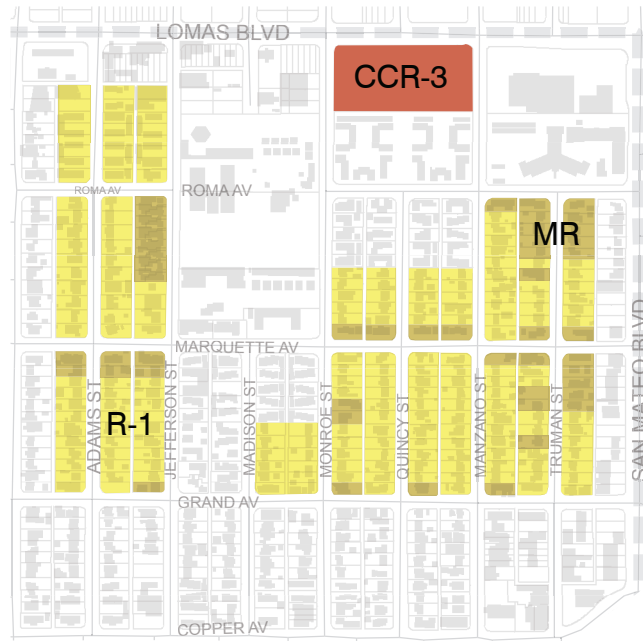 LOMAS BLVD
CCR-3
ROMA AV
ROMA AV
MR
MARQUETTE AV
ADAMS ST
R-1
JEFFERSON ST
MADISON ST
MONROE ST
QUINCY ST
MANZANO ST
TRUMAN ST
SAN MATEO BLVD
GRAND AV
COPPER AV